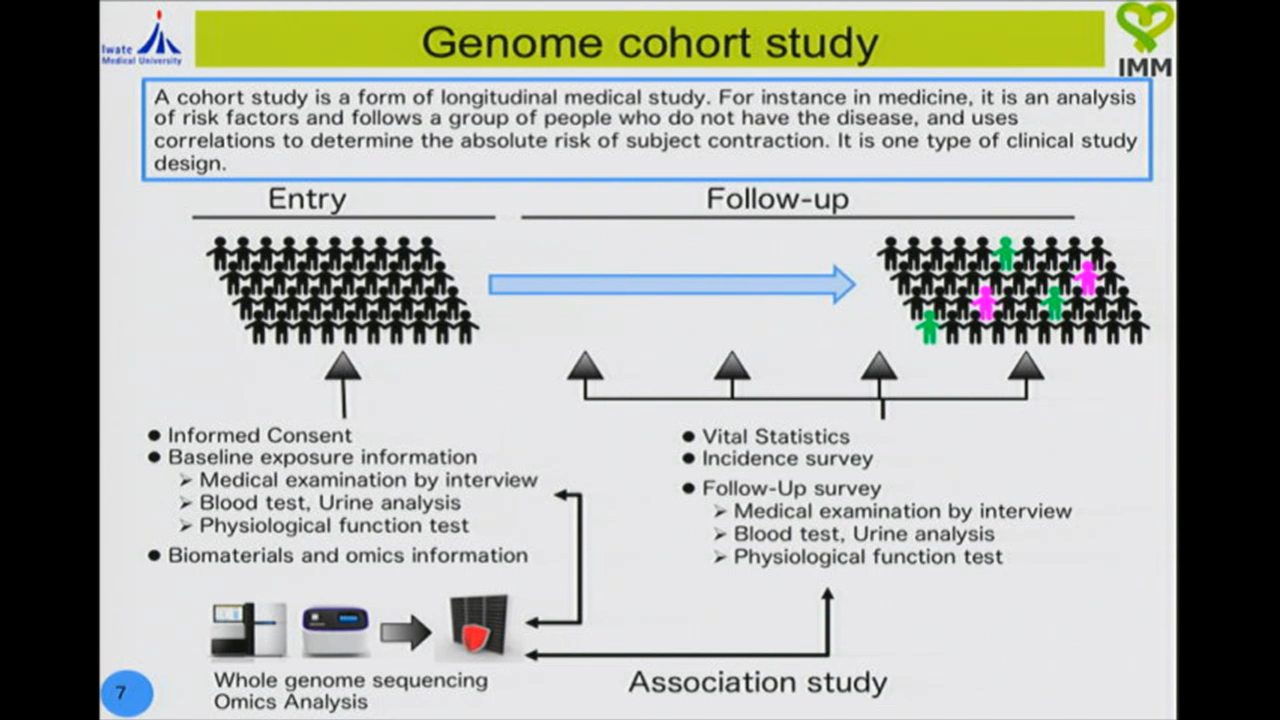 Iwate
Medical University
Genome cohort study
IMM
A cohort study is a form of longitudinal medical study. For instance in medicine, it is an analysis
of risk factors and follows a group of people who do not have the disease, and uses
correlations to determine the absolute risk of subject contraction. It is one type of clinical study
design.
Entry
Follow-up
● Informed Consent
● Baseline exposure information
➢ Medical examination by interview
➢ Blood test, Urine analysis
➢ Physiological function test
● Biomaterials and omics information
● Vital Statistics
● Incidence survey
● Follow-Up survey
➢ Medical examination by interview
➢ Blood test, Urine analysis
➢ Physiological function test
Whole genome sequencing
Omics Analysis
Association study
7